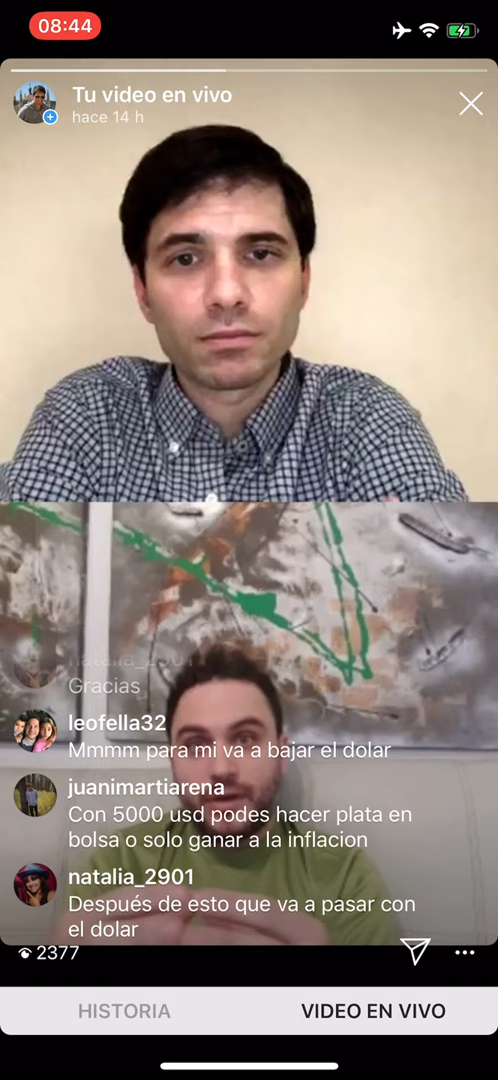 08:44
Tu video en vivo
hace 14 h
natalia_2901
Gracias
leofella32
Mmmm para mi va a bajar el dolar
juanimartiarena
Con 5000 usd podes hacer plata en
bolsa o solo ganar a la inflacion
natalia_2901
Después de esto que va a pasar con
el dolar
2377
HISTORIA
VIDEO EN VIVO